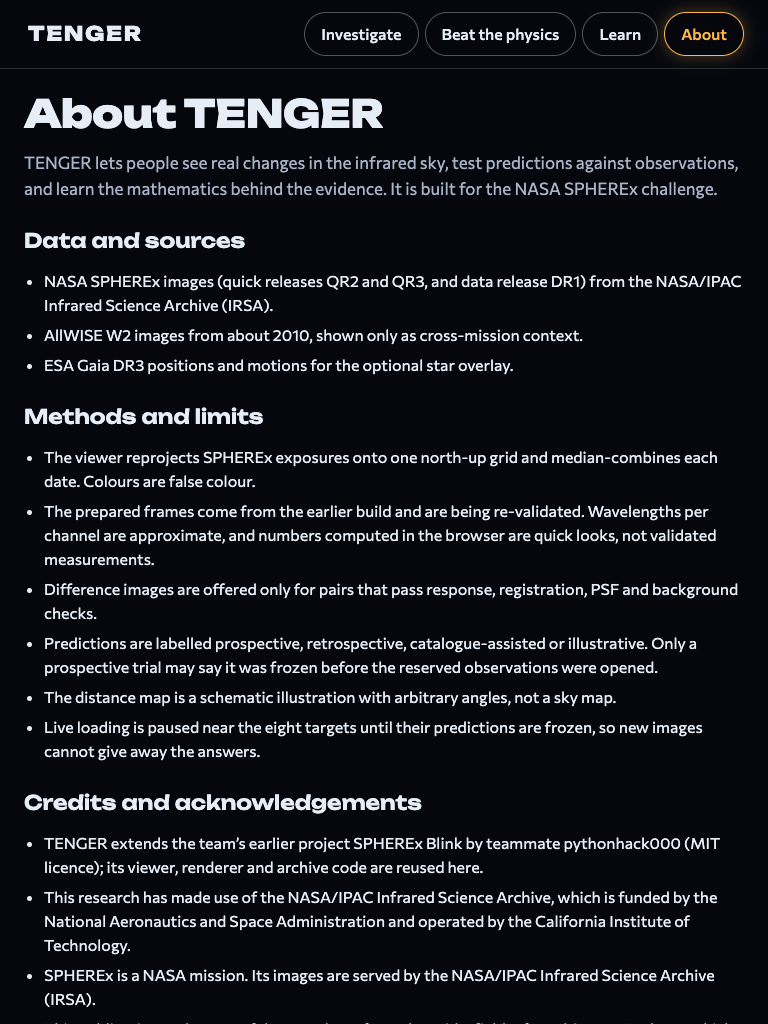 TENGER
Investigate
Beat the physics
Learn
About
About TENGER
TENGER lets people see real changes in the infrared sky, test predictions against observations,
and learn the mathematics behind the evidence. It is built for the NASA SPHEREx challenge.
Data and sources
• NASA SPHEREx images (quick releases QR2 and QR3, and data release DR1) from the NASA/IPAC
Infrared Science Archive (IRSA).
• AllWISE W2 images from about 2010, shown only as cross-mission context.
• ESA Gaia DR3 positions and motions for the optional star overlay.
Methods and limits
• The viewer reprojects SPHEREx exposures onto one north-up grid and median-combines each
date. Colours are false colour.
• The prepared frames come from the earlier build and are being re-validated. Wavelengths per
channel are approximate, and numbers computed in the browser are quick looks, not validated
measurements.
• Difference images are offered only for pairs that pass response, registration, PSF and background
checks.
• Predictions are labelled prospective, retrospective, catalogue-assisted or illustrative. Only a
prospective trial may say it was frozen before the reserved observations were opened.
• The distance map is a schematic illustration with arbitrary angles, not a sky map.
• Live loading is paused near the eight targets until their predictions are frozen, so new images
cannot give away the answers.
Credits and acknowledgements
• TENGER extends the team’s earlier project SPHEREx Blink by teammate pythonhack000 (MIT
licence); its viewer, renderer and archive code are reused here.
• This research has made use of the NASA/IPAC Infrared Science Archive, which is funded by the
National Aeronautics and Space Administration and operated by the California Institute of
Technology.
• SPHEREx is a NASA mission. Its images are served by the NASA/IPAC Infrared Science Archive
(IRSA).